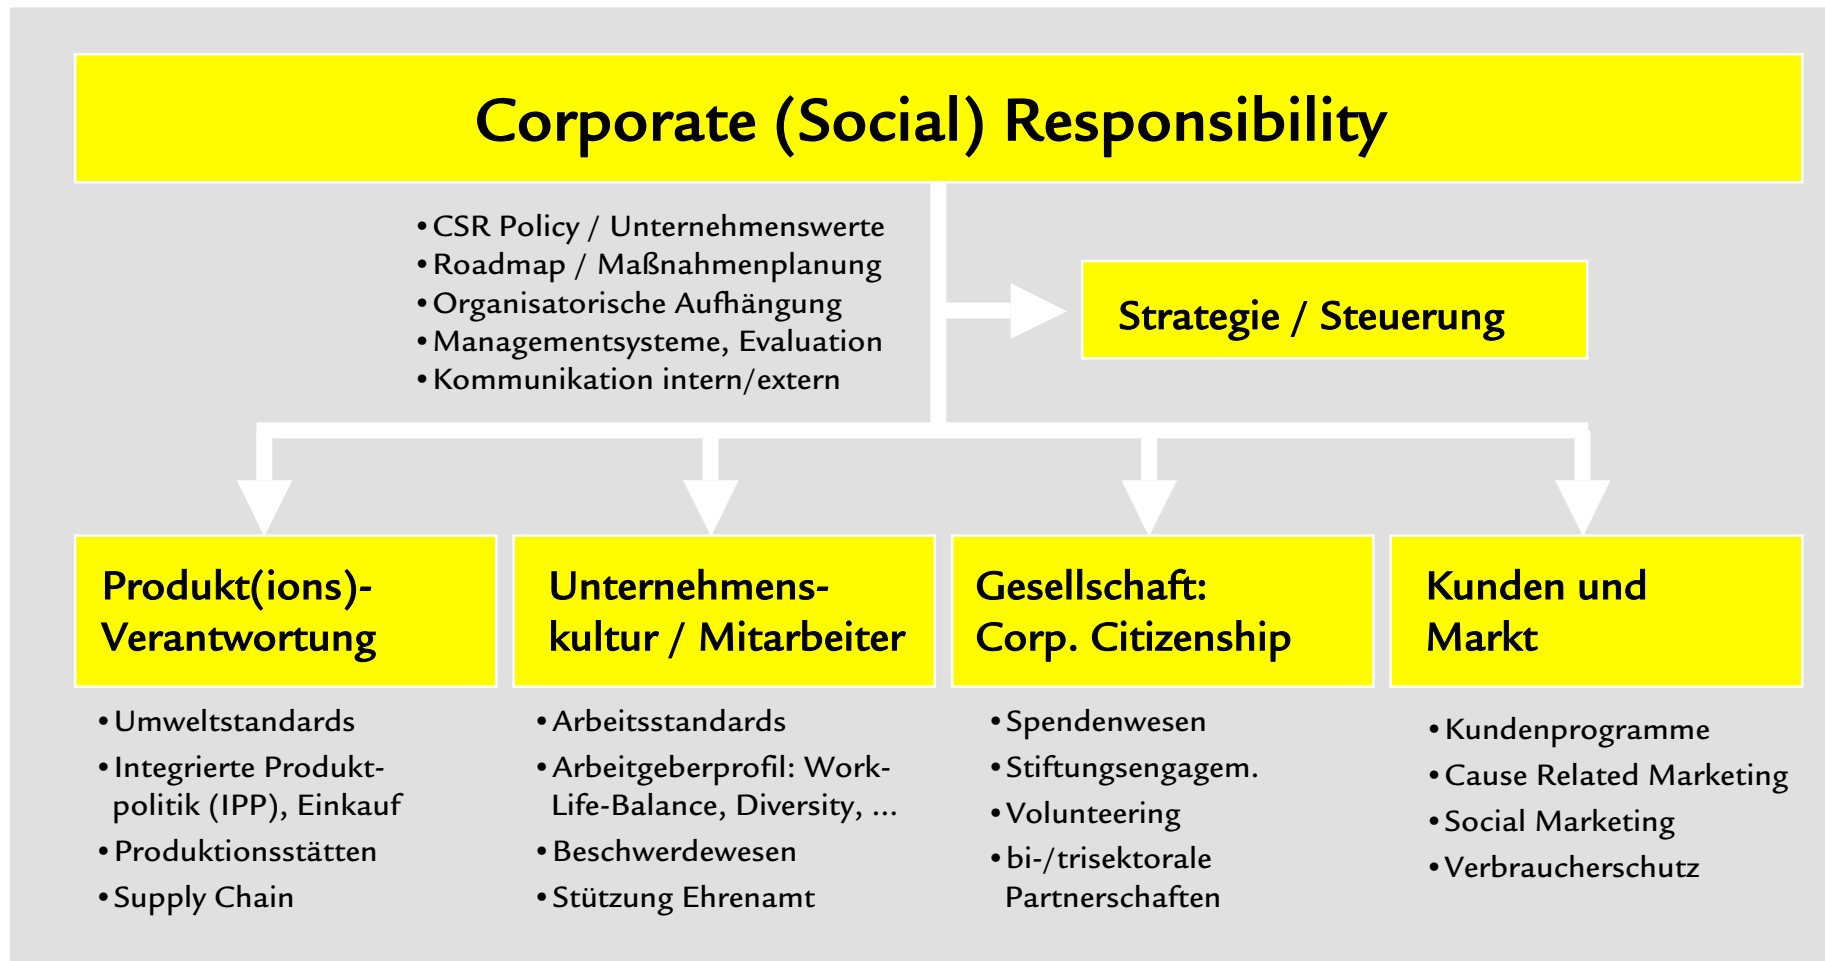 Corporate (Social) Responsibility
•CSR Policy / Unternehmenswerte
•Roadmap / Maßnahmenplanung
•Organisatorische Aufhängung
•Managementsysteme, Evaluation
•Kommunikation intern/extern
Strategie / Steuerung
Produkt(ions)-
Verantwortung
•Umweltstandards
•Integrierte Produkt-
politik (IPP), Einkauf
•Produktionsstätten
•Supply Chain
Unternehmens-
kultur / Mitarbeiter
•Arbeitsstandards
•Arbeitgeberprofil: Work-
Life-Balance, Diversity, ...
•Beschwerdewesen
•Stützung Ehrenamt
Gesellschaft:
Corp. Citizenship
•Spendenwesen
•Stiftungsengagem.
•Volunteering
•bi-/trisektorale
Partnerschaften
Kunden und
Markt
•Kundenprogramme
•Cause Related Marketing
•Social Marketing
•Verbraucherschutz